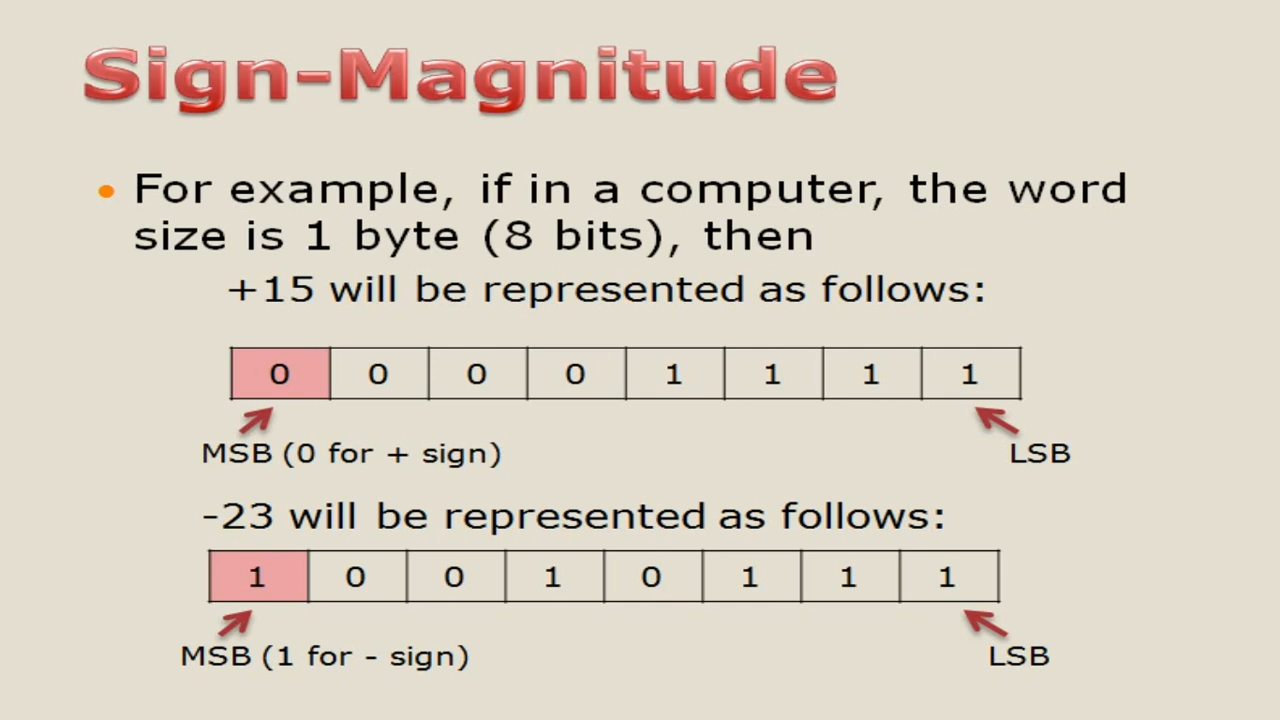 Sign-Magnitude
• For example, if in a computer, the word
size is 1 byte (8 bits), then
+15 will be represented as follows:
0 0 0 0 1 1 1 1
MSB (0 for + sign) LSB
-23 will be represented as follows:
1 0 0 1 0 1 1 1
MSB (1 for - sign) LSB